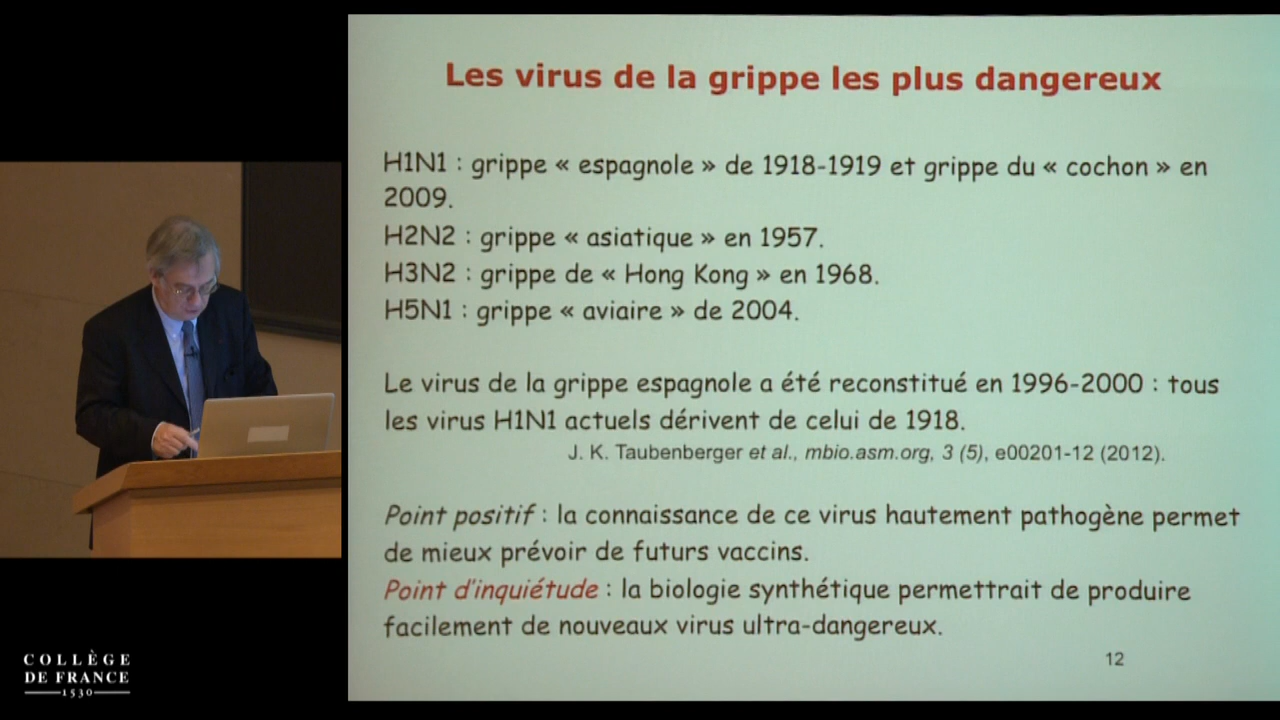 Les virus de la grippe les plus dangereux
H1N1 : grippe « espagnole » de 1918-1919 et grippe du « cochon » en
2009.
H2N2 : grippe « asiatique » en 1957.
H3N2 : grippe de « Hong Kong » en 1968.
H5N1 : grippe « aviaire » de 2004.
Le virus de la grippe espagnole a été reconstitué en 1996-2000 : tous
les virus H1N1 actuels dérivent de celui de 1918.
J. K. Taubenberger et al., mbio.asm.org, 3 (5), e00201-12 (2012).
Point positif : la connaissance de ce virus hautement pathogène permet
de mieux prévoir de futurs vaccins.
Point d'inquiétude : la biologie synthétique permettrait de produire
facilement de nouveaux virus ultra-dangereux.
12
COLLÈGE
DE FRANCE
1530